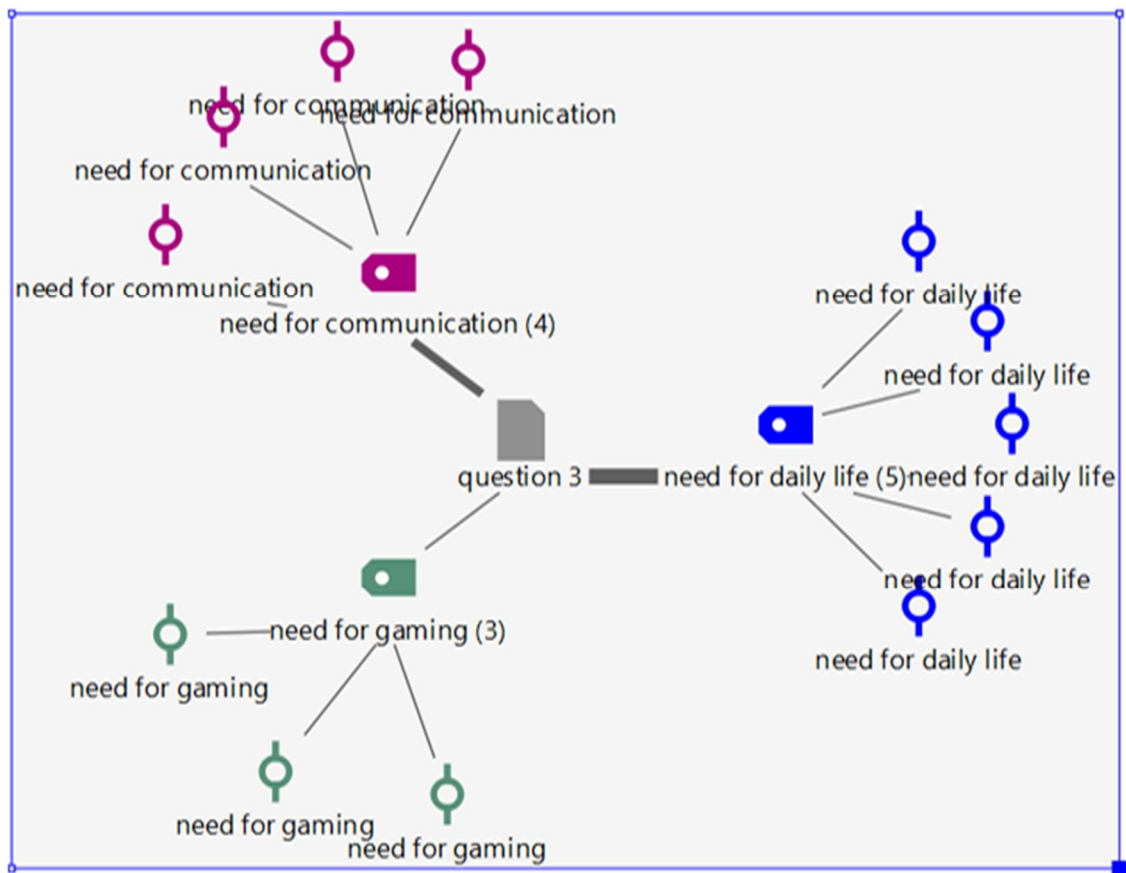 need for communication
need for communication
need for communication
need for communication
need for communication (4)
need for daily life
need for daily life
question 3
need for daily life (5)
need for daily life
need for daily life
need for daily life
need for gaming (3)
need for gaming
need for gaming
need for gaming